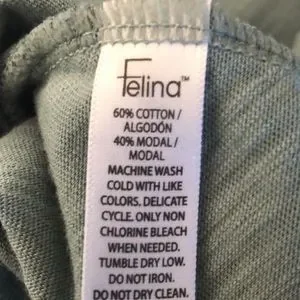 Felina™
60% COTTON /
ALGODÓN
40% MODAL /
MODAL
MACHINE WASH
COLD WITH LIKE
COLORS. DELICATE
CYCLE. ONLY NON
CHLORINE BLEACH
WHEN NEEDED.
TUMBLE DRY LOW.
DO NOT IRON.
DO NOT DRY CLEAN.